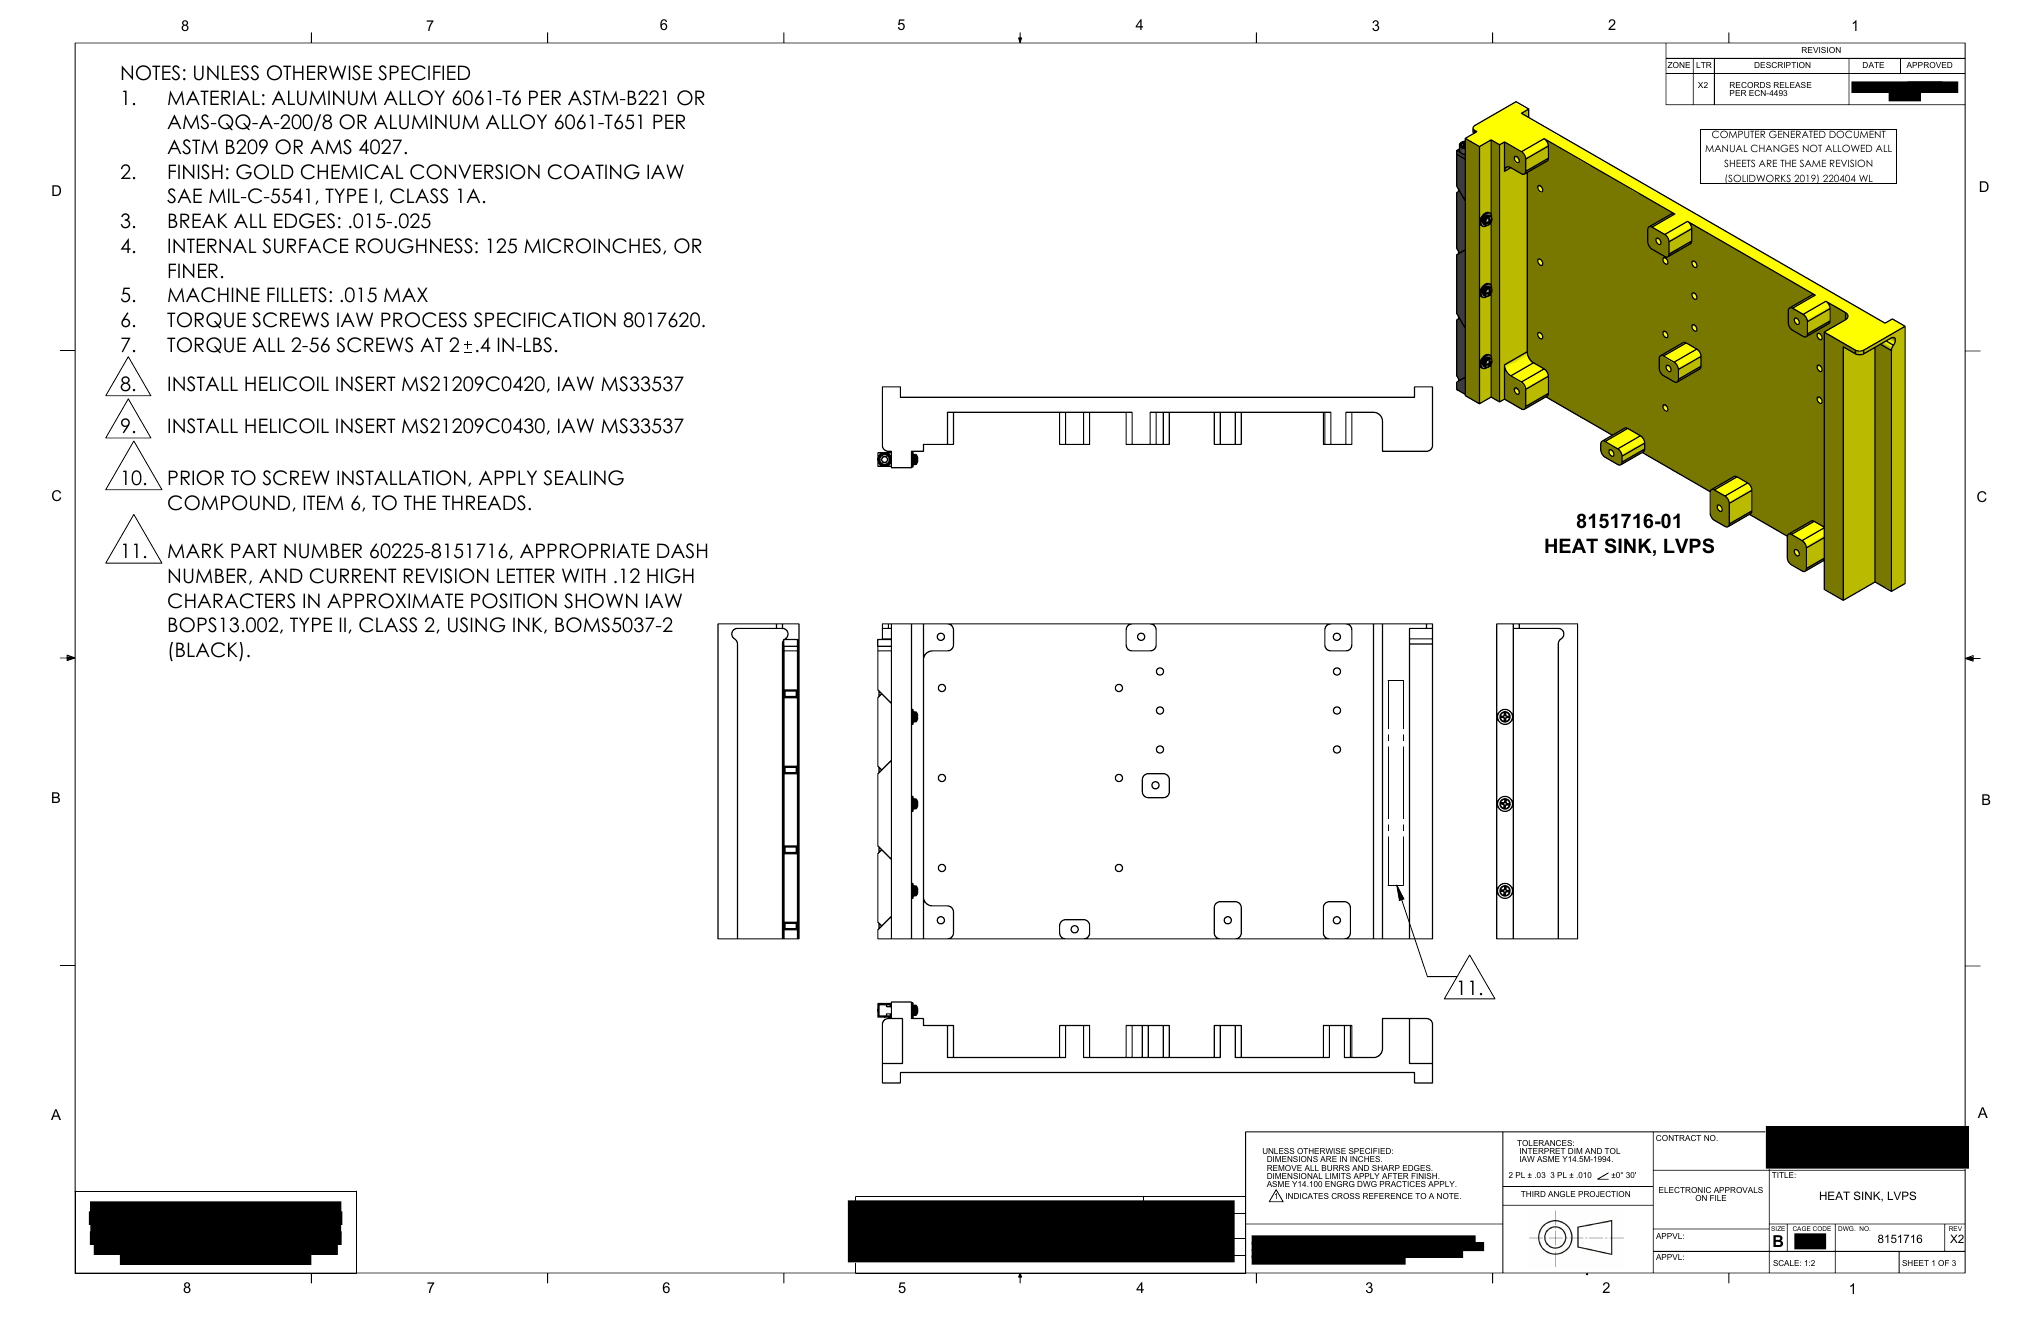 8 7 6 5 4 3 2 1
NOTES: UNLESS OTHERWISE SPECIFIED
1. MATERIAL: ALUMINUM ALLOY 6061-T6 PER ASTM-B221 OR
AMS-QQ-A-200/8 OR ALUMINUM ALLOY 6061-T651 PER
ASTM B209 OR AMS 4027.
2. FINISH: GOLD CHEMICAL CONVERSION COATING IAW
SAE MIL-C-5541, TYPE I, CLASS 1A.
3. BREAK ALL EDGES: .015-.025
4. INTERNAL SURFACE ROUGHNESS: 125 MICROINCHES, OR
FINER.
5. MACHINE FILLETS: .015 MAX
6. TORQUE SCREWS IAW PROCESS SPECIFICATION 8017620.
7. TORQUE ALL 2-56 SCREWS AT 2 ± .4 IN-LBS.
8. INSTALL HELICOIL INSERT MS21209C0420, IAW MS33537
9. INSTALL HELICOIL INSERT MS21209C0430, IAW MS33537
10. PRIOR TO SCREW INSTALLATION, APPLY SEALING
COMPOUND, ITEM 6, TO THE THREADS.
11. MARK PART NUMBER 60225-8151716, APPROPRIATE DASH
NUMBER, AND CURRENT REVISION LETTER WITH .12 HIGH
CHARACTERS IN APPROXIMATE POSITION SHOWN IAW
BOPS13.002, TYPE II, CLASS 2, USING INK, BOMS5037-2
(BLACK).
REVISION
ZONE LTR DESCRIPTION DATE APPROVED
X2 RECORDS RELEASE
PER ECN-4493
COMPUTER GENERATED DOCUMENT
MANUAL CHANGES NOT ALLOWED ALL
SHEETS ARE THE SAME REVISION
(SOLIDWORKS 2019) 220404 WL
D D
C C
8151716-01
HEAT SINK, LVPS
B B
11.
A A
UNLESS OTHERWISE SPECIFIED:
DIMENSIONS ARE IN INCHES.
REMOVE ALL BURRS AND SHARP EDGES.
DIMENSIONAL LIMITS APPLY AFTER FINISH.
ASME Y14.100 ENGRG DWG PRACTICES APPLY.
INDICATES CROSS REFERENCE TO A NOTE.
TOLERANCES:
INTERPRET DIM AND TOL
IAW ASME Y14.5M-1994.
2 PL ± .03 3 PL ± .010 ∠ ±0° 30'
THIRD ANGLE PROJECTION
CONTRACT NO.
ELECTRONIC APPROVALS
ON FILE
APPVL:
APPVL:
TITLE:
HEAT SINK, LVPS
SIZE CAGE CODE DWG. NO. REV
B 8151716 X2
SCALE: 1:2 SHEET 1 OF 3
8 7 6 5 4 3 2 1